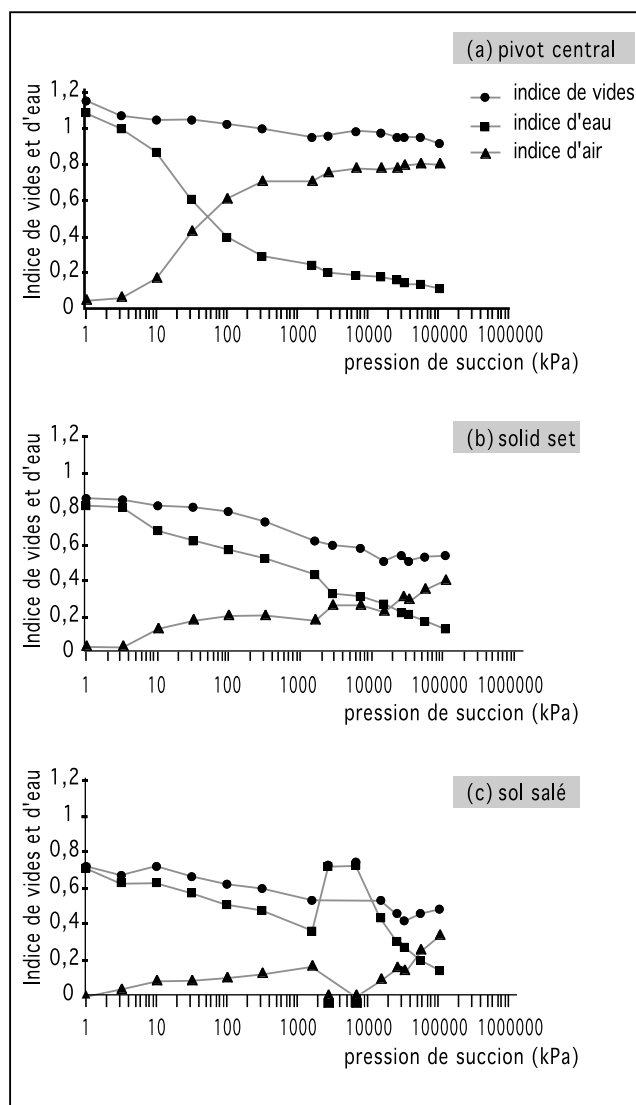 (a) pivot central
indice de vides
indice d'eau
indice d'air
Indice de vides et d'eau
1,2
1
0,8
0,6
0,4
0,2
0
1 10 100 1000 10000 100000 1000000
pression de succion (kPa)
(b) solid set
Indice de vides et d'eau
1,2
1
0,8
0,6
0,4
0,2
0
1 10 100 1000 10000 100000 1000000
pression de succion (kPa)
(c) sol salé
Indice de vides et d'eau
1,2
1
0,8
0,6
0,4
0,2
0
1 10 100 1000 10000 100000 1000000
pression de succion (kPa)